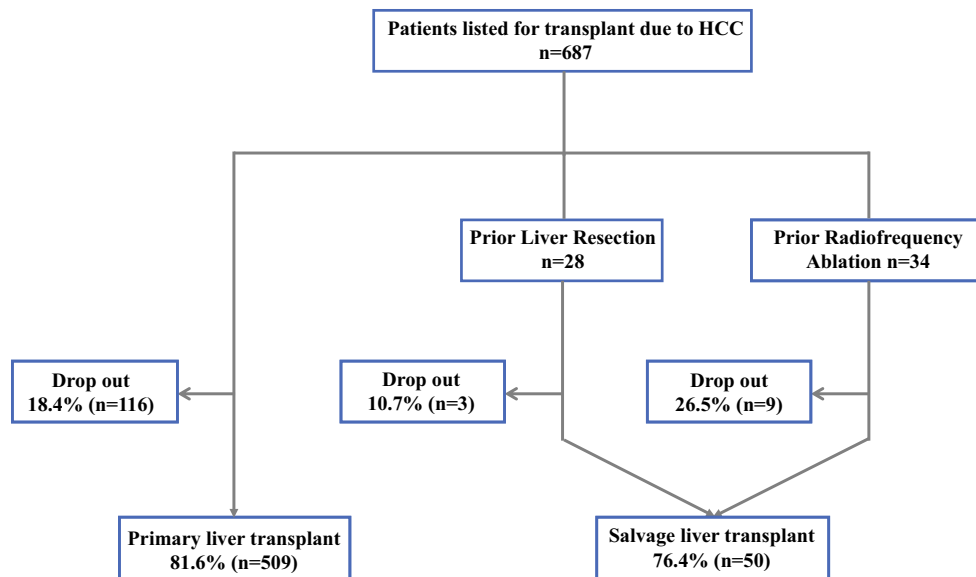 Patients listed for transplant due to HCC
n=687
Prior Liver Resection
n=28
Prior Radiofrequency
Ablation n=34
Drop out
18.4% (n=116)
Drop out
10.7% (n=3)
Drop out
26.5% (n=9)
Primary liver transplant
81.6% (n=509)
Salvage liver transplant
76.4% (n=50)